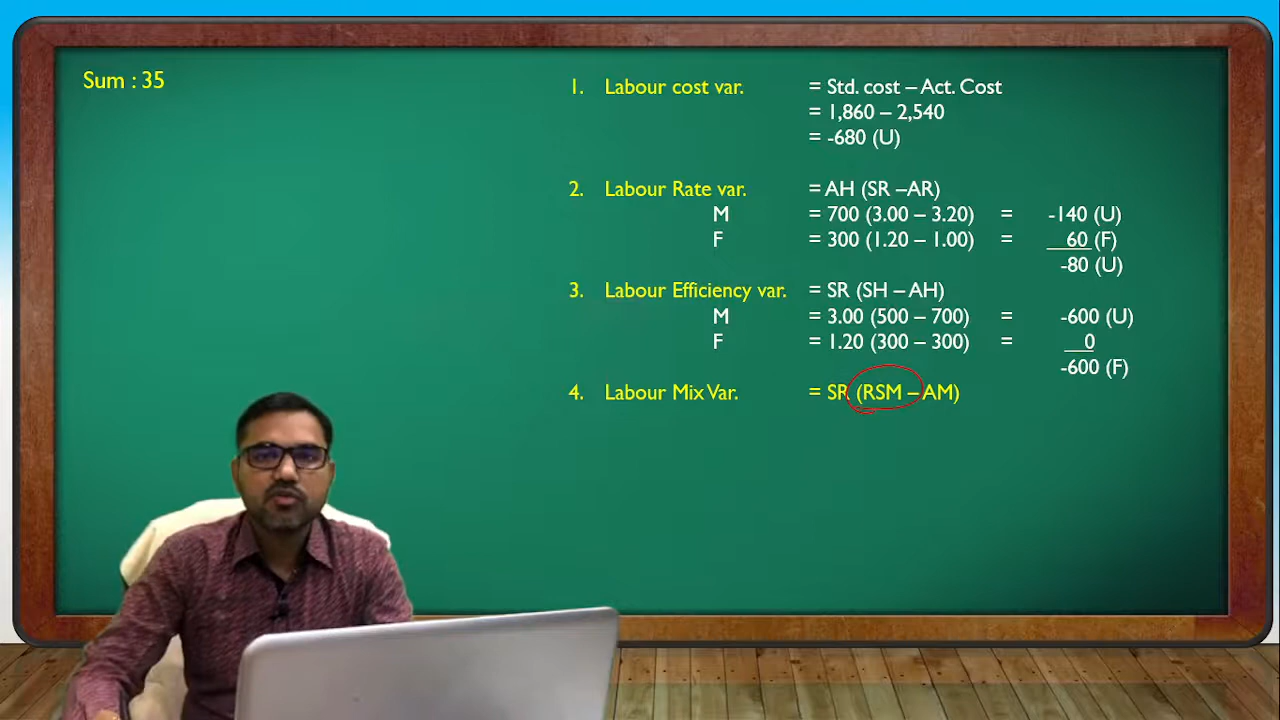 Sum : 35
1. Labour cost var. = Std. cost – Act. Cost
= 1,860 – 2,540
= -680 (U)
2. Labour Rate var. = AH (SR –AR)
M = 700 (3.00 – 3.20) = -140 (U)
F = 300 (1.20 – 1.00) = 60 (F)
-80 (U)
3. Labour Efficiency var. = SR (SH – AH)
M = 3.00 (500 – 700) = -600 (U)
F = 1.20 (300 – 300) = 0
-600 (F)
4. Labour Mix Var. = SR (RSM – AM)